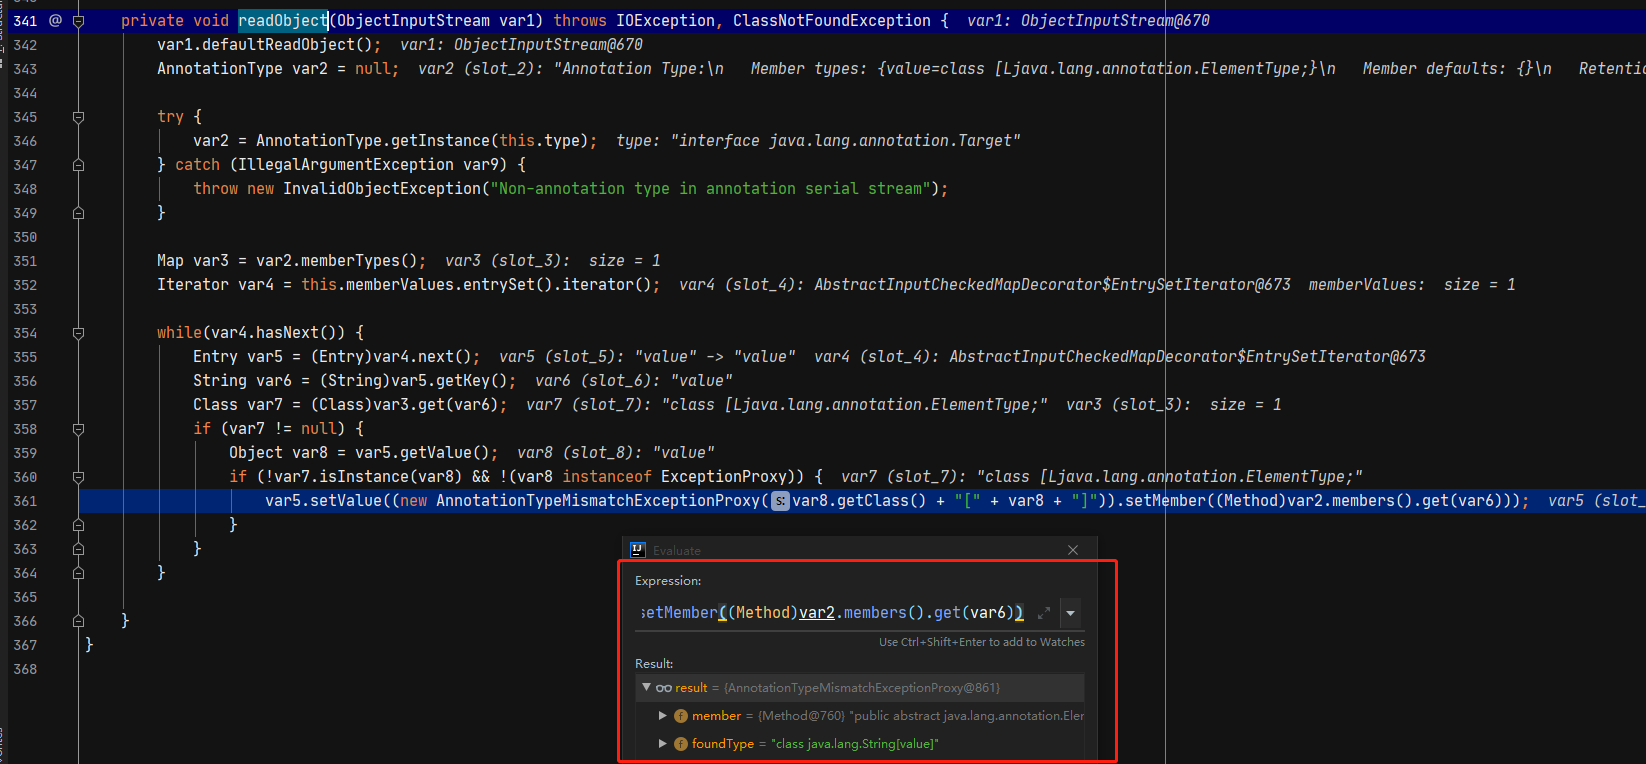 341 @ private void readObject(ObjectInputStream var1) throws IOException, ClassNotFoundException { var1: ObjectInputStream@670
342 var1.defaultReadObject(); var1: ObjectInputStream@670
343 AnnotationType var2 = null; var2 (slot_2): "Annotation Type:\n Member types: {value=class [Ljava.lang.annotation.ElementType;}\n Member defaults: {}\n Retentio
344
345 try {
346 var2 = AnnotationType.getInstance(this.type); type: "interface java.lang.annotation.Target"
347 } catch (IllegalArgumentException var9) {
348 throw new InvalidObjectException("Non-annotation type in annotation serial stream");
349 }
350
351 Map var3 = var2.memberTypes(); var3 (slot_3): size = 1
352 Iterator var4 = this.memberValues.entrySet().iterator(); var4 (slot_4): AbstractInputCheckedMapDecorator$EntrySetIterator@673 memberValues: size = 1
353
354 while(var4.hasNext()) {
355 Entry var5 = (Entry)var4.next(); var5 (slot_5): "value" -> "value" var4 (slot_4): AbstractInputCheckedMapDecorator$EntrySetIterator@673
356 String var6 = (String)var5.getKey(); var6 (slot_6): "value"
357 Class var7 = (Class)var3.get(var6); var7 (slot_7): "class [Ljava.lang.annotation.ElementType;" var3 (slot_3): size = 1
358 if (var7 != null) {
359 Object var8 = var5.getValue(); var8 (slot_8): "value"
360 if (!var7.isInstance(var8) && !(var8 instanceof ExceptionProxy)) { var7 (slot_7): "class [Ljava.lang.annotation.ElementType;"
361 var5.setValue((new AnnotationTypeMismatchExceptionProxy( s: var8.getClass() + "[" + var8 + "]")).setMember((Method)var2.members().get(var6))); var5 (slot_
362 }
363 }
364 }
365
366 }
367 }
368
Evaluate
Expression:
setMember((Method)var2.members().get(var6))
Use Ctrl+Shift+Enter to add to Watches
Result:
result = {AnnotationTypeMismatchExceptionProxy@861}
member = {Method@760} "public abstract java.lang.annotation.Eler
foundType = "class java.lang.String[value]"